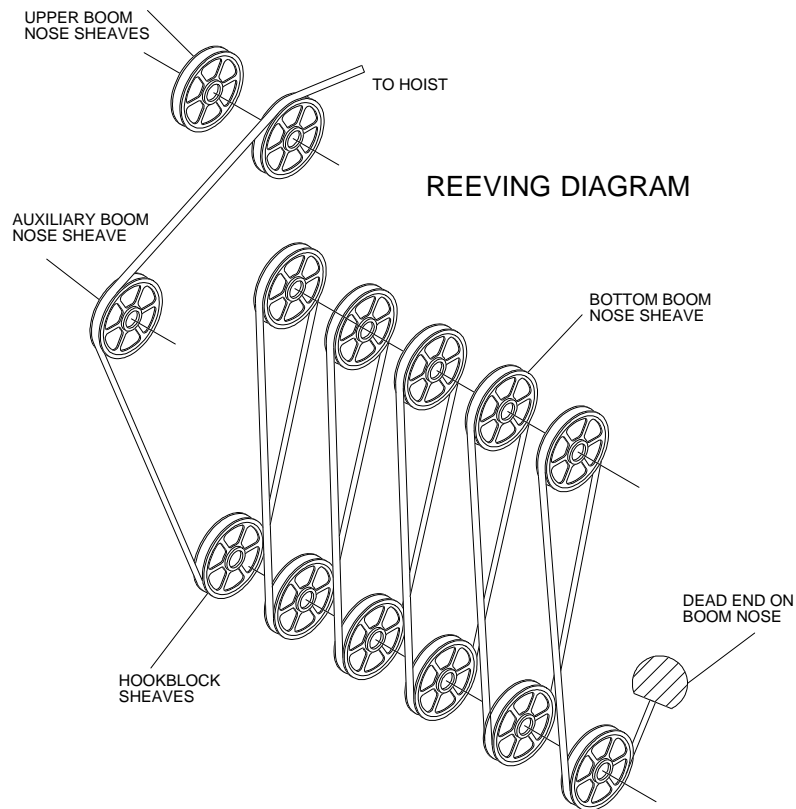 UPPER BOOM
NOSE SHEAVES
TO HOIST
REEVING DIAGRAM
AUXILIARY BOOM
NOSE SHEAVE
BOTTOM BOOM
NOSE SHEAVE
DEAD END ON
BOOM NOSE
HOOKBLOCK
SHEAVES